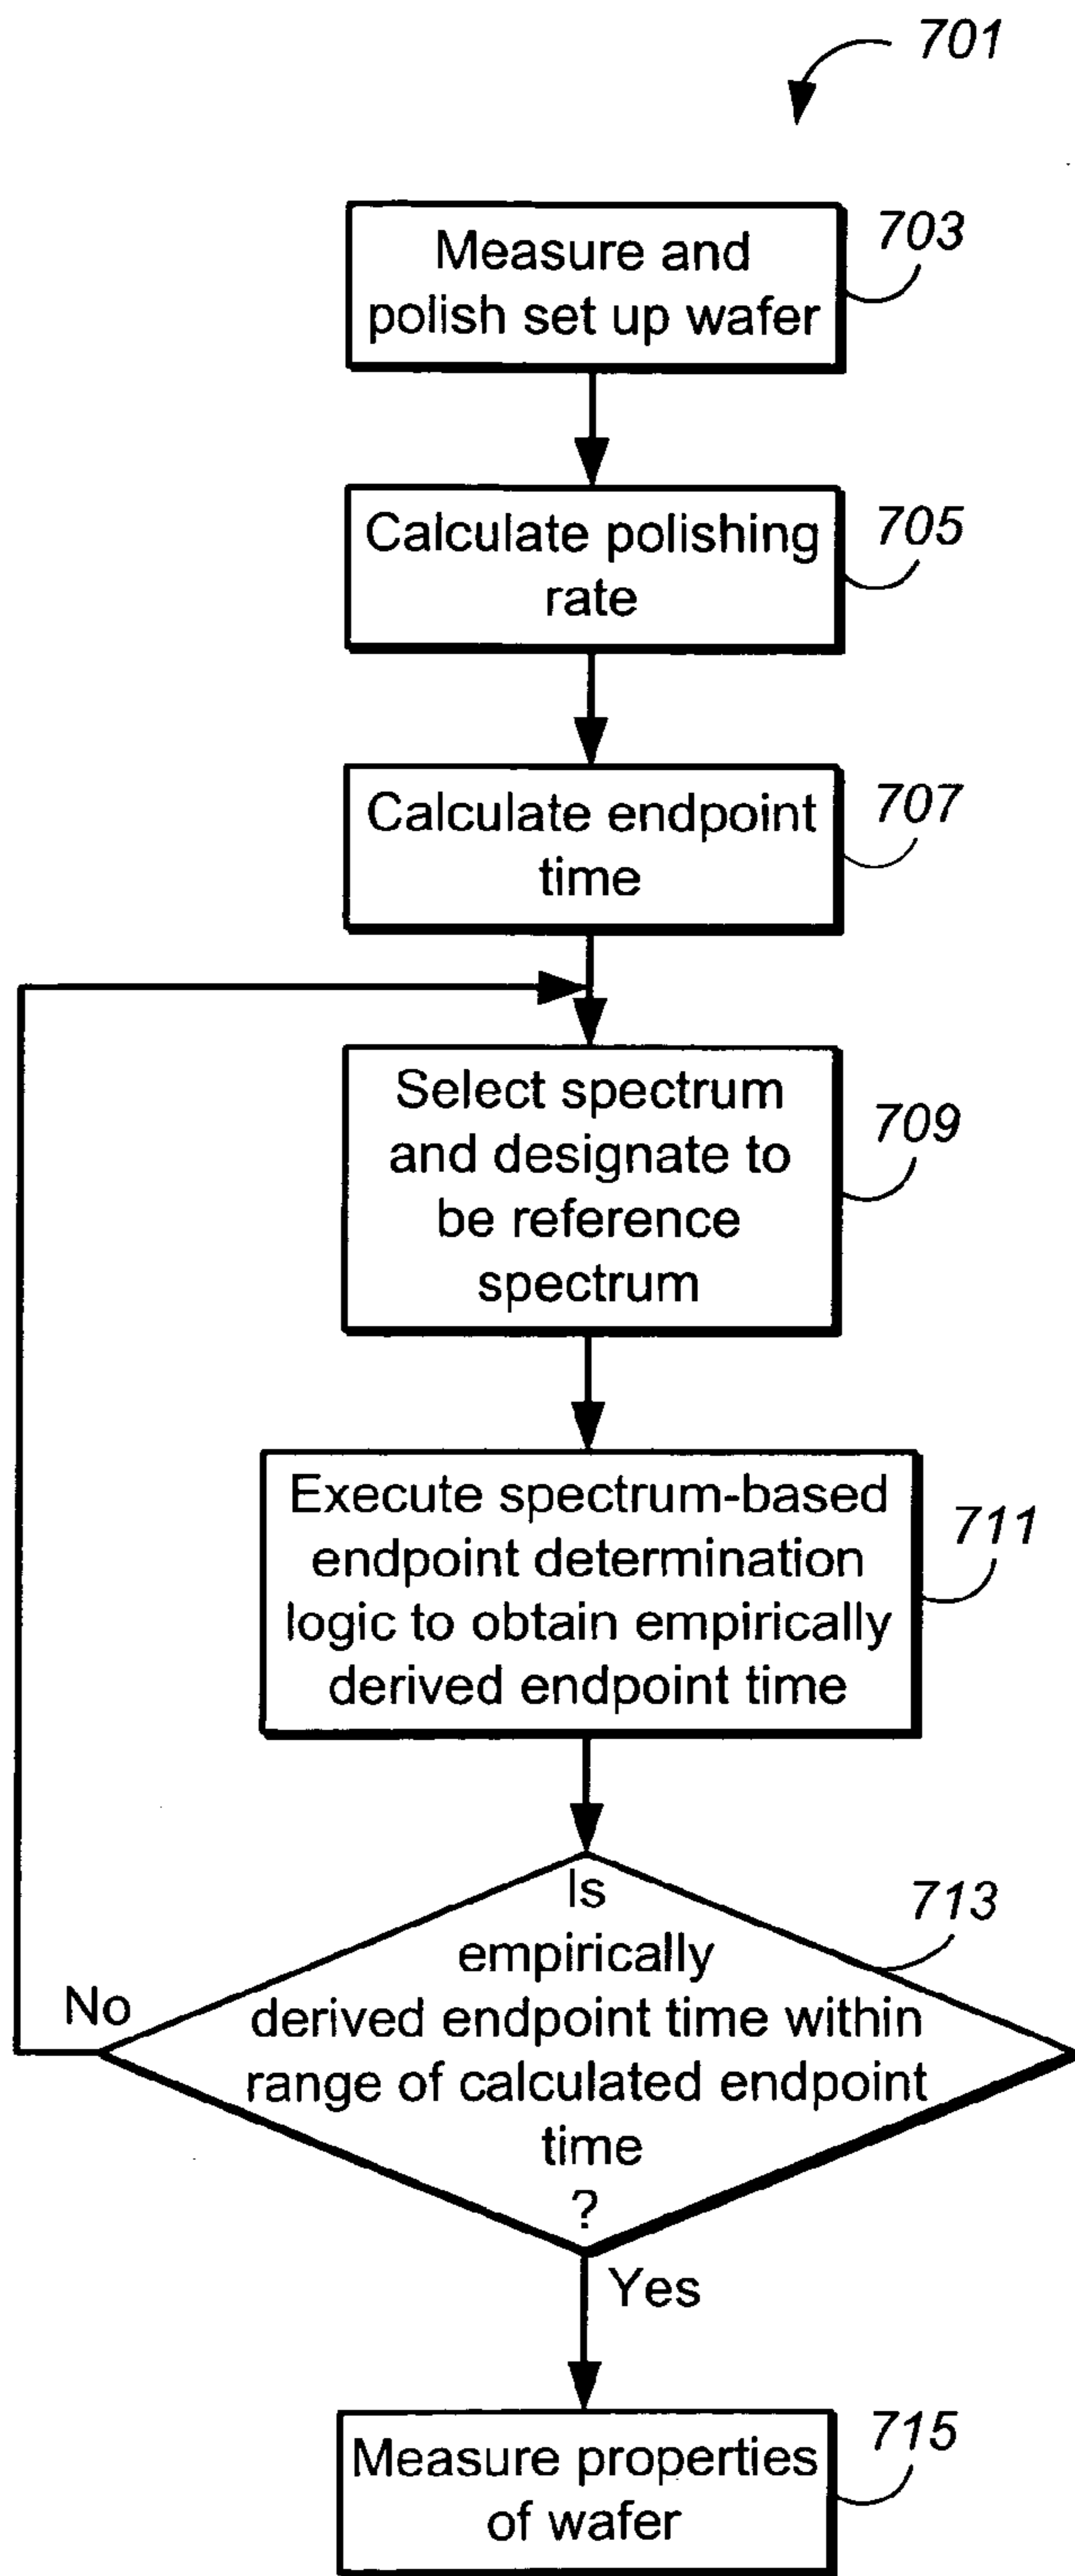 701
Measure and
polish set up wafer
703
Calculate polishing
rate
705
Calculate endpoint
time
707
Select spectrum
and designate to
be reference
spectrum
709
Execute spectrum-based
endpoint determination
logic to obtain empirically
derived endpoint time
711
Is
empirically
derived endpoint time within
range of calculated endpoint
time
?
713
No
Yes
Measure properties
of wafer
715